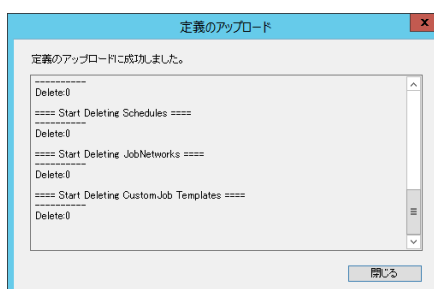 定義のアップロード
x
定義のアップロードに成功しました。
----------
Delete:0
==== Start Deleting Schedules ====
----------
Delete:0
==== Start Deleting JobNetworks ====
----------
Delete:0
==== Start Deleting CustomJob Templates ====
----------
Delete:0
閉じる